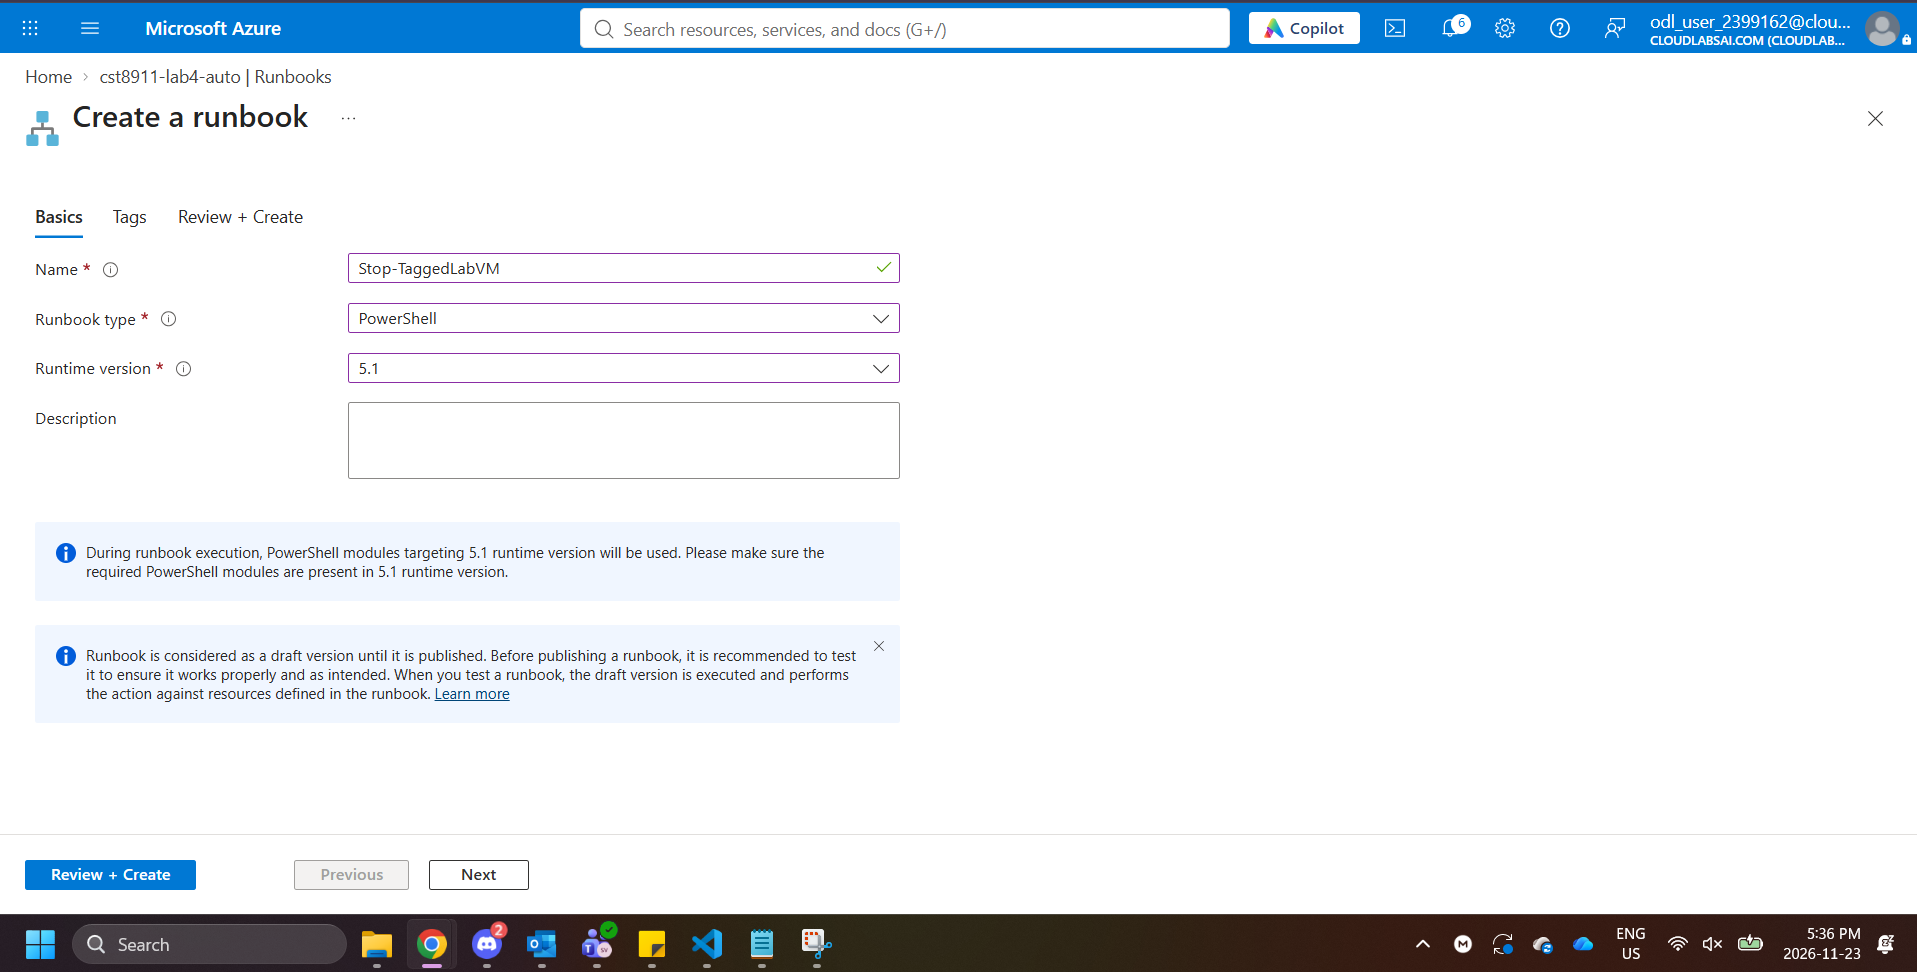 Microsoft Azure
Search resources, services, and docs (G+/)
Copilot
6
odl_user_2399162@clou...
CLOUDLABSAI.COM (CLOUDLAB...
Home > cst8911-lab4-auto | Runbooks
Create a runbook ...
Basics Tags Review + Create
Name *
Stop-TaggedLabVM
Runbook type *
PowerShell
Runtime version *
5.1
Description
During runbook execution, PowerShell modules targeting 5.1 runtime version will be used. Please make sure the
required PowerShell modules are present in 5.1 runtime version.
Runbook is considered as a draft version until it is published. Before publishing a runbook, it is recommended to test
it to ensure it works properly and as intended. When you test a runbook, the draft version is executed and performs
the action against resources defined in the runbook. Learn more
Review + Create
Previous
Next
Search
2
ENG
US
5:36 PM
2026-11-23